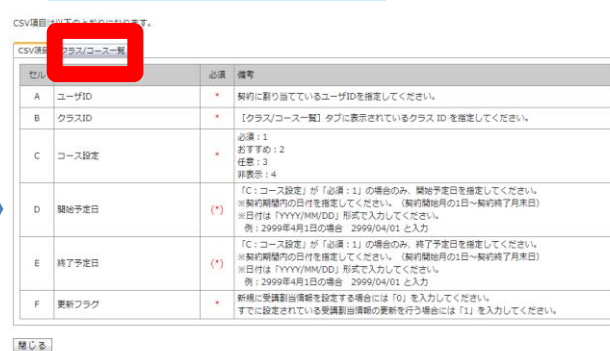 CSV項目は以下のとおりになります。
CSV項目 クラス/コース一覧
セル 必須 備考
A ユーザID * 契約に割り当てているユーザIDを指定してください。
B クラスID * [クラス/コース一覧] タブに表示されているクラス ID を指定してください。
C コース設定 * 必須:1
おすすめ:2
任意:3
非表示:4
D 開始予定日 (*) 「C:コース設定」が「必須:1」の場合のみ、開始予定日を指定してください。
※契約期間内の日付を指定してください。(契約開始月の1日～契約終了月末日)
※日付は「YYYY/MM/DD」形式で入力してください。
例:2999年4月1日の場合 2999/04/01 と入力
E 終了予定日 (*) 「C:コース設定」が「必須:1」の場合のみ、終了予定日を指定してください。
※契約期間内の日付を指定してください。(契約開始月の1日～契約終了月末日)
※日付は「YYYY/MM/DD」形式で入力してください。
例:2999年4月1日の場合 2999/04/01 と入力
F 更新フラグ * 新規に受講割当情報を設定する場合には「0」を入力してください。
すでに設定されている受講割当情報の更新を行う場合には「1」を入力してください。
閉じる